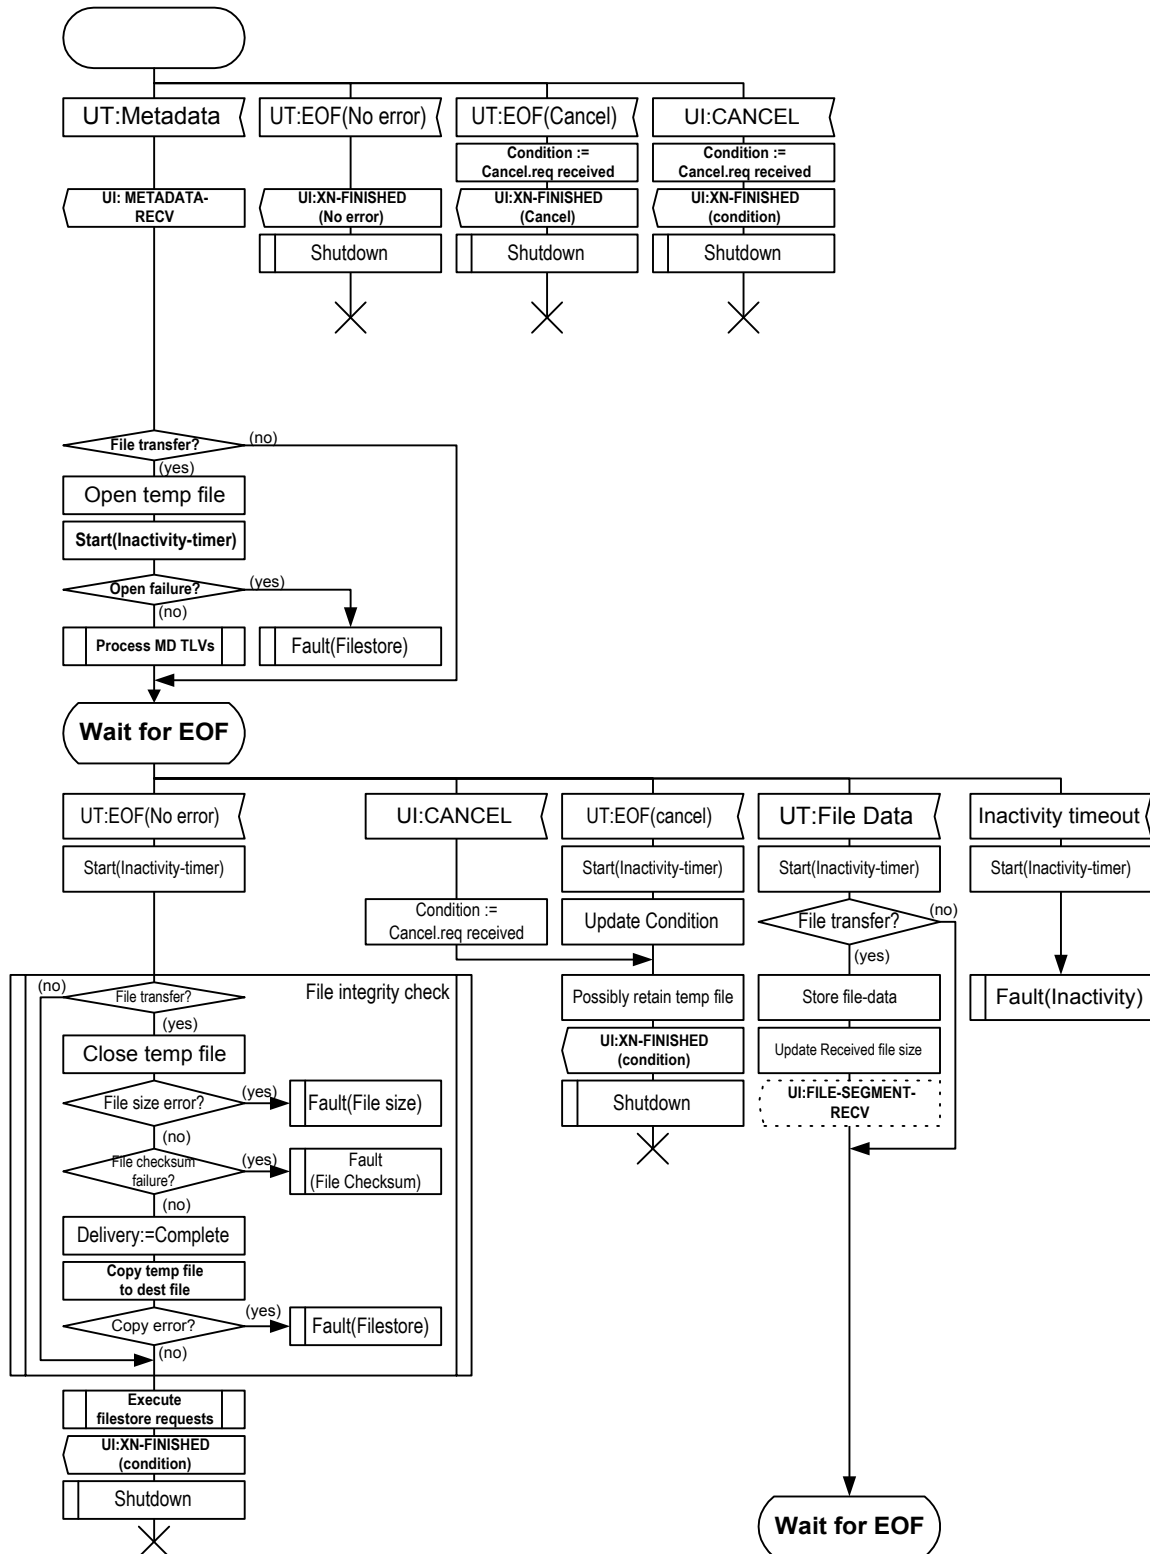 UT:Metadata
UT:EOF(No error)
UT:EOF(Cancel)
UI:CANCEL
Condition :=
Cancel.req received
Condition :=
Cancel.req received
UI: METADATA-
RECV
UI:XN-FINISHED
(No error)
UI:XN-FINISHED
(Cancel)
UI:XN-FINISHED
(condition)
Shutdown
Shutdown
Shutdown
File transfer?
(no)
(yes)
Open temp file
Start(Inactivity-timer)
Open failure?
(yes)
(no)
Process MD TLVs
Fault(Filestore)
Wait for EOF
UT:EOF(No error)
UI:CANCEL
UT:EOF(cancel)
UT:File Data
Inactivity timeout
Start(Inactivity-timer)
Start(Inactivity-timer)
Start(Inactivity-timer)
Start(Inactivity-timer)
Condition :=
Cancel.req received
Update Condition
File transfer?
(no)
(yes)
(no)
File transfer?
File integrity check
Possibly retain temp file
Store file-data
Fault(Inactivity)
(yes)
Close temp file
UI:XN-FINISHED
(condition)
Update Received file size
File size error?
(yes)
Fault(File size)
Shutdown
UI:FILE-SEGMENT-
RECV
(no)
File checksum
failure?
(yes)
Fault
(File Checksum)
(no)
Delivery:=Complete
Copy temp file
to dest file
Copy error?
(yes)
Fault(Filestore)
(no)
Execute
filestore requests
UI:XN-FINISHED
(condition)
Shutdown
Wait for EOF